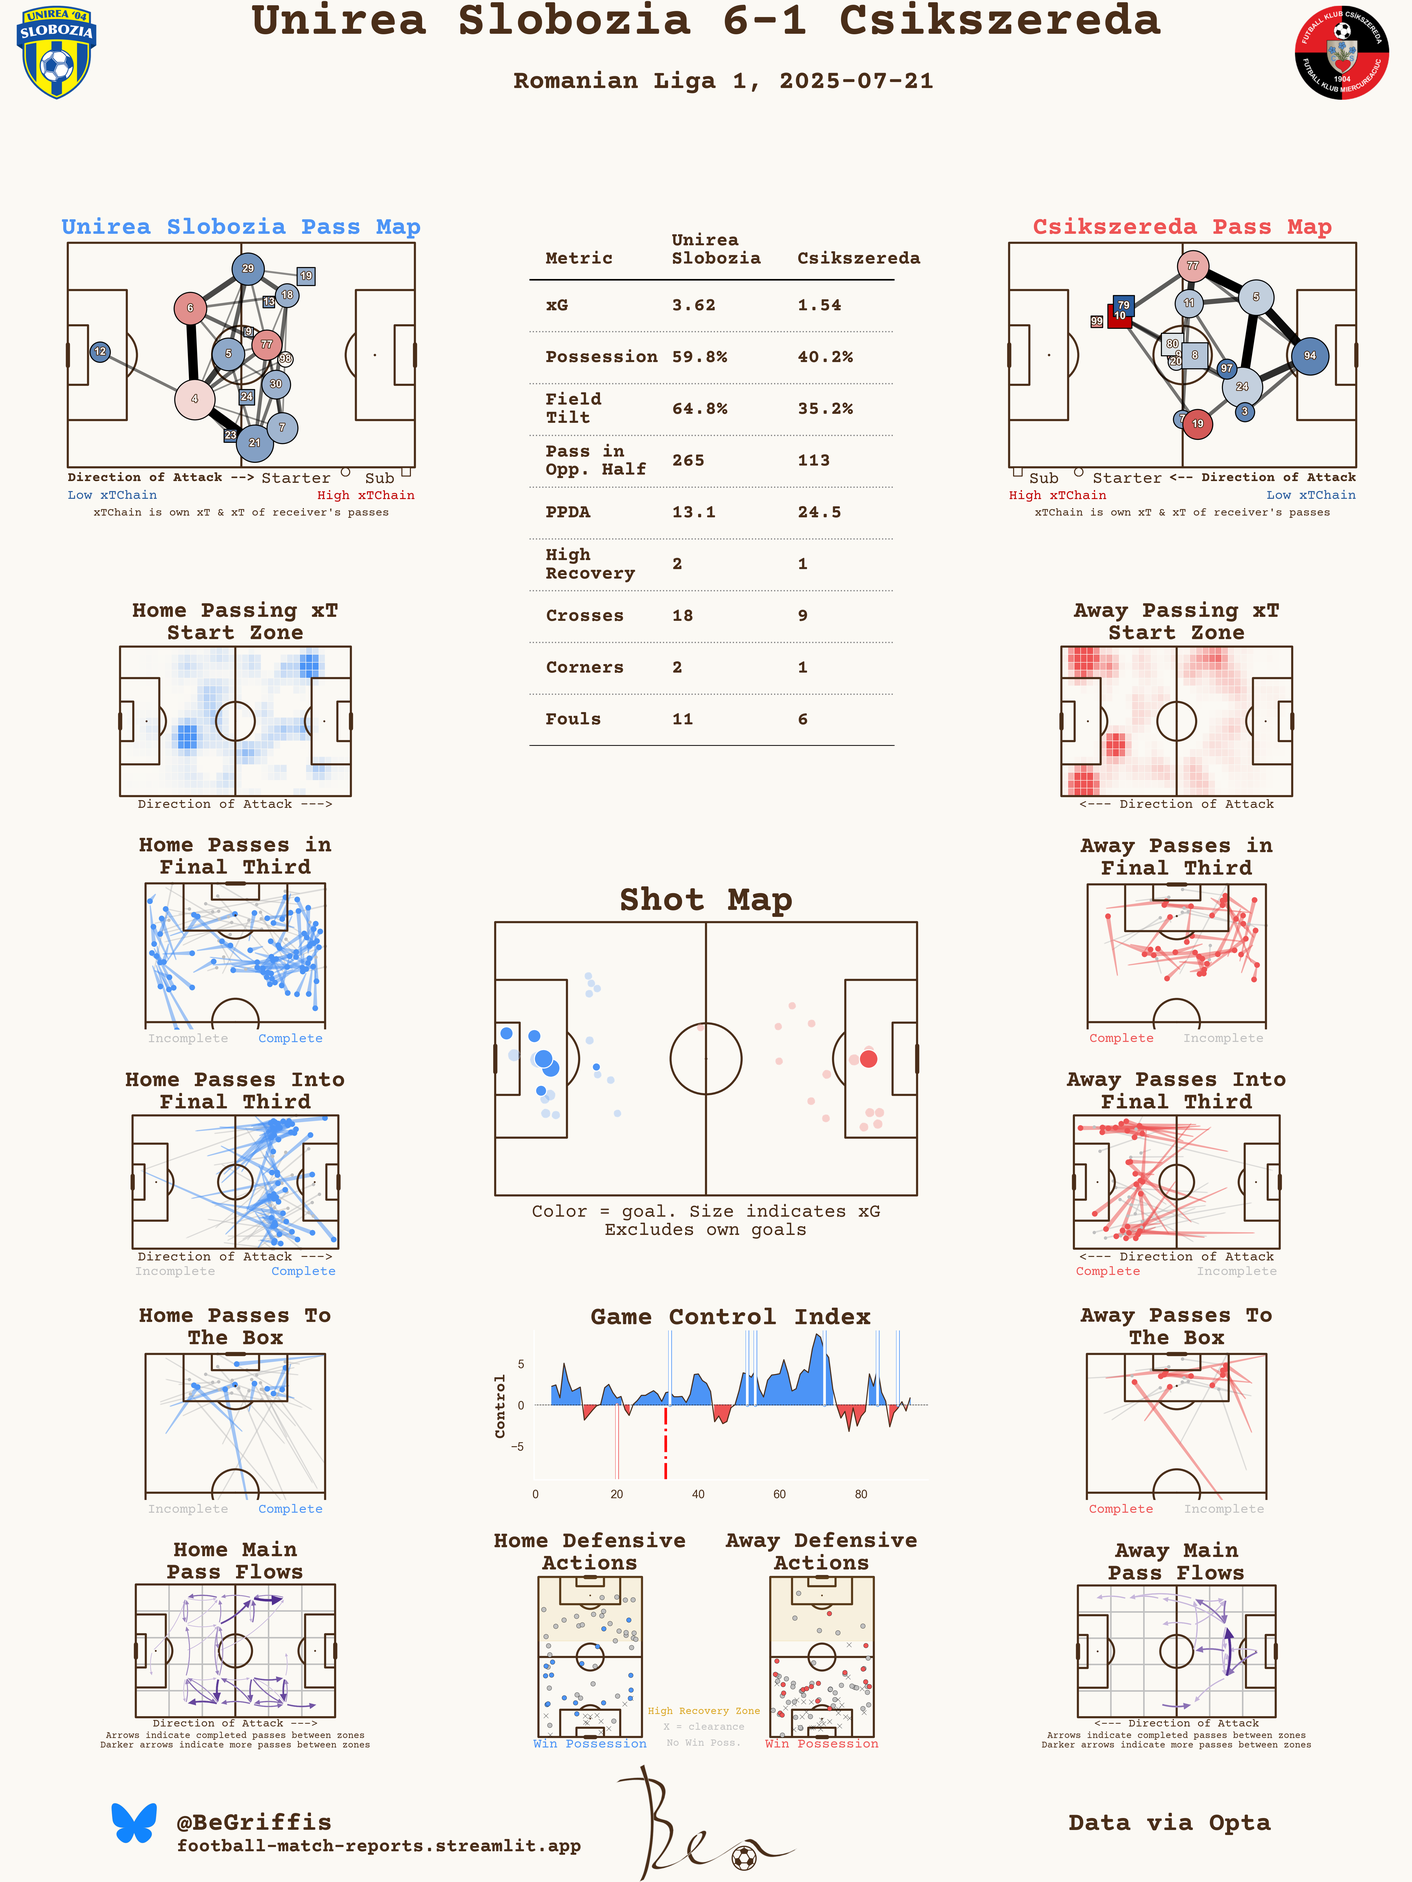 Unirea Slobozia 6-1 Csikszereda
Romanian Liga 1, 2025-07-21
UNIREA '04
SLOBOZIA
FUTBALL KLUB CSÍKSZEREDA
1904
FUTBALL KLUB MIERCUREACIUC
Unirea Slobozia Pass Map
29
19
18
13
6
9
77
12
5
98
30
24
4
7
23
21
Direction of Attack --> Starter Sub
Low xTChain High xTChain
xTChain is own xT & xT of receiver's passes
Metric Unirea Slobozia Csikszereda
xG 3.62 1.54
Possession 59.8% 40.2%
Field Tilt 64.8% 35.2%
Pass in Opp. Half 265 113
PPDA 13.1 24.5
High Recovery 2 1
Crosses 18 9
Corners 2 1
Fouls 11 6
Csikszereda Pass Map
77
5
79
11
10
99
80
9
8
94
20
97
24
3
7
19
Sub Starter <-- Direction of Attack
High xTChain Low xTChain
xTChain is own xT & xT of receiver's passes
Home Passing xT
Start Zone
Direction of Attack --->
Away Passing xT
Start Zone
<--- Direction of Attack
Home Passes in
Final Third
Incomplete Complete
Away Passes in
Final Third
Complete Incomplete
Shot Map
Color = goal. Size indicates xG
Excludes own goals
Home Passes Into
Final Third
Direction of Attack --->
Incomplete Complete
Away Passes Into
Final Third
<--- Direction of Attack
Complete Incomplete
Home Passes To
The Box
Incomplete Complete
Game Control Index
Control
5
0
−5
0 20 40 60 80
Away Passes To
The Box
Complete Incomplete
Home Main
Pass Flows
Direction of Attack --->
Arrows indicate completed passes between zones
Darker arrows indicate more passes between zones
Home Defensive
Actions
Win Possession
High Recovery Zone
X = clearance
No Win Poss.
Away Defensive
Actions
Win Possession
Away Main
Pass Flows
<--- Direction of Attack
Arrows indicate completed passes between zones
Darker arrows indicate more passes between zones
@BeGriffis
football-match-reports.streamlit.app
Ben
Data via Opta